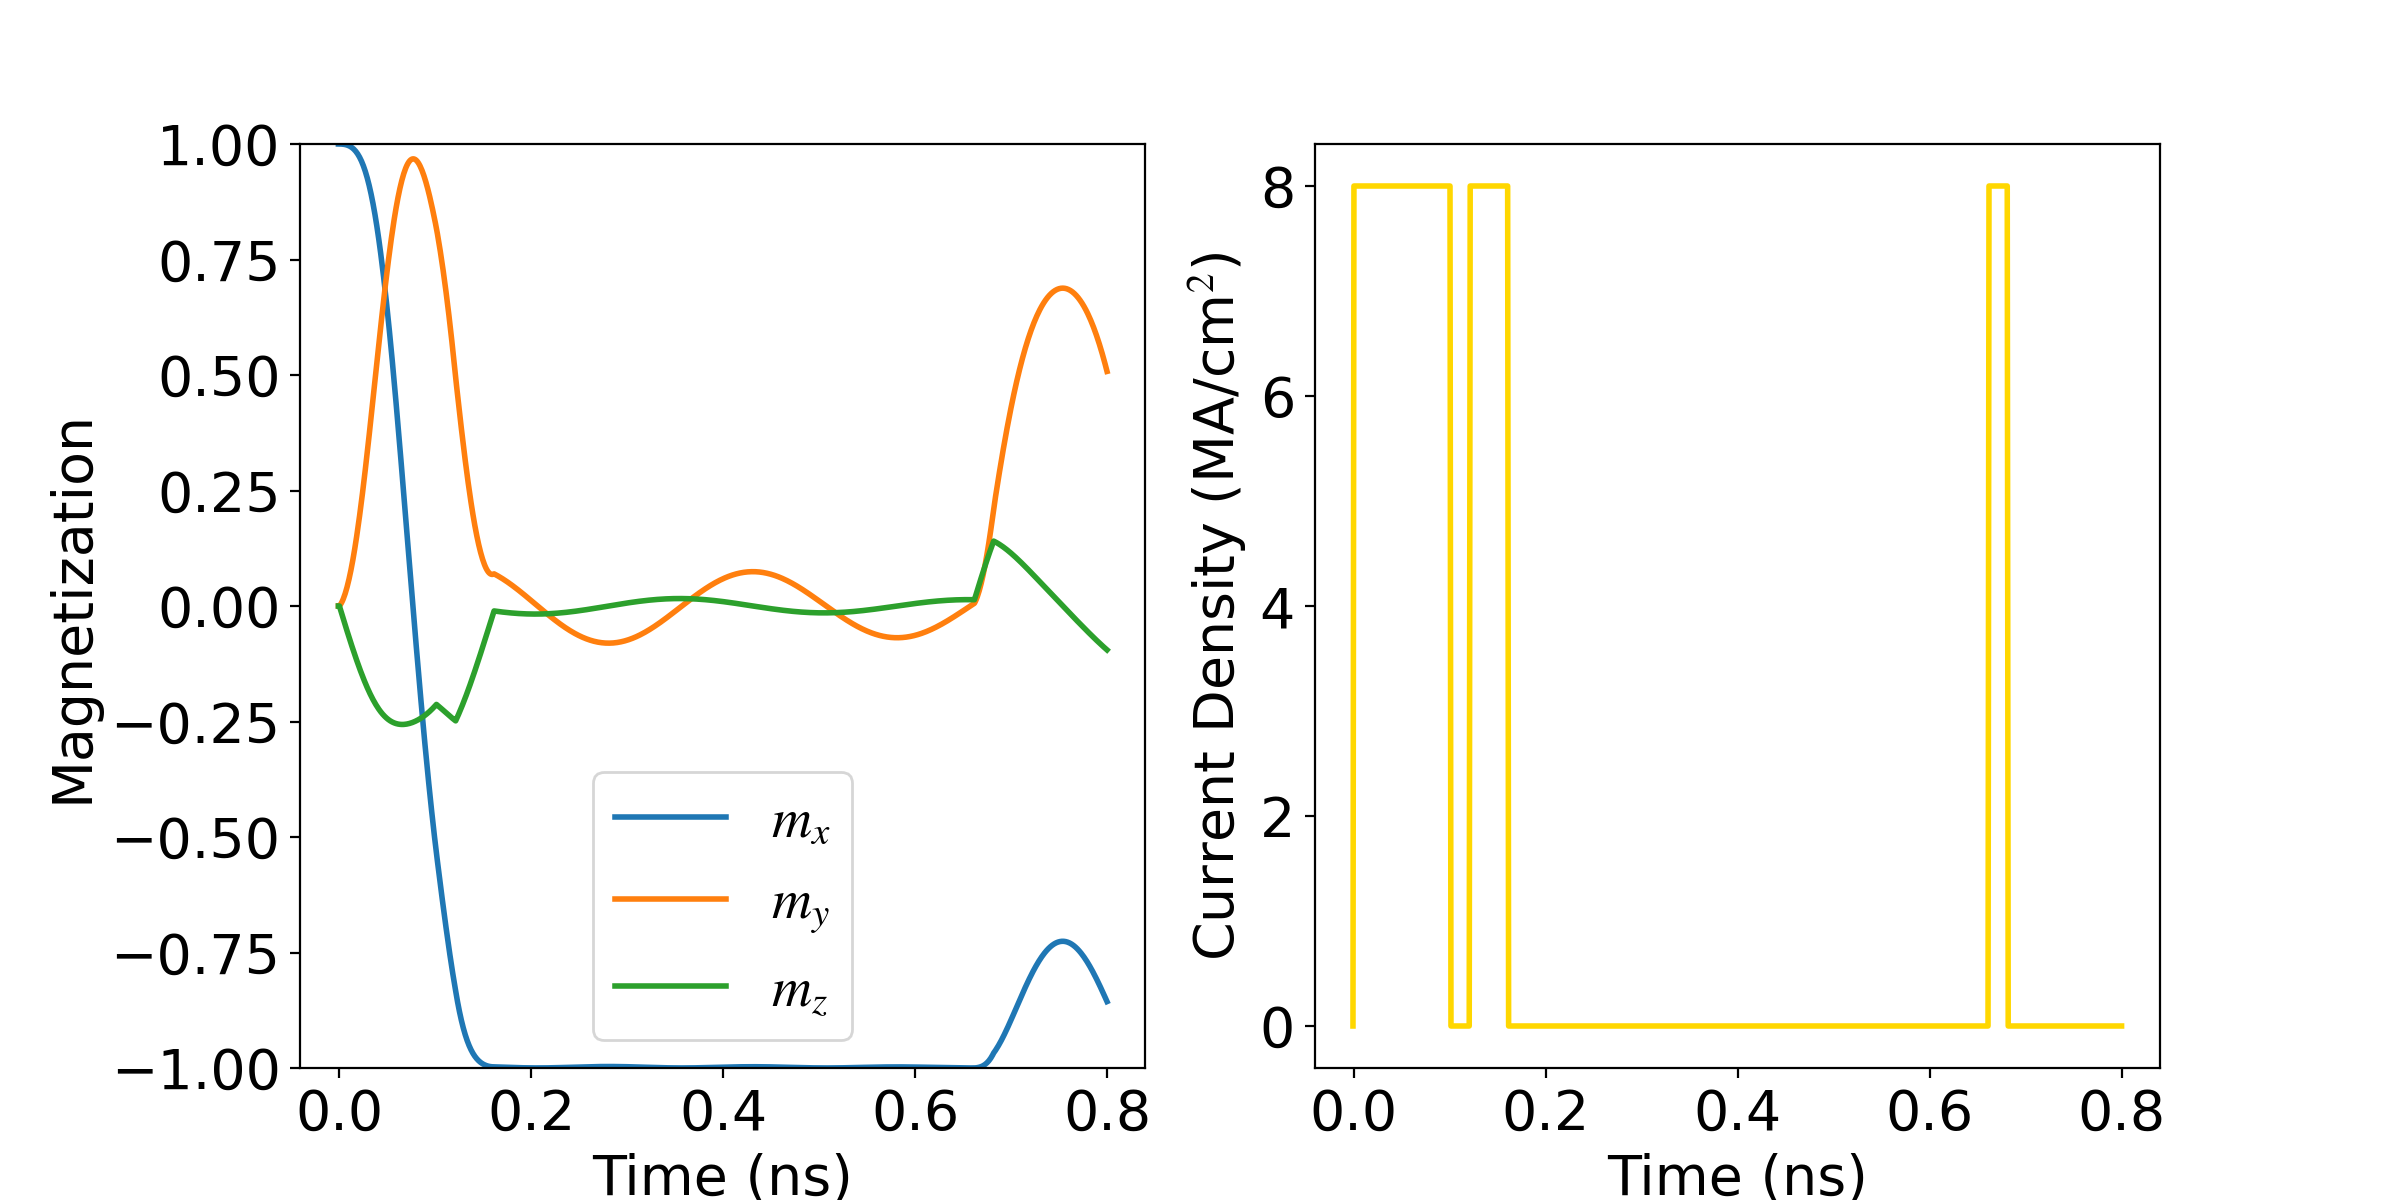 Magnetization
1.00
0.75
0.50
0.25
0.00
−0.25
−0.50
−0.75
−1.00
0.0 0.2 0.4 0.6 0.8
Time (ns)
m_x
m_y
m_z
Current Density (MA/cm²)
8
6
4
2
0
0.0 0.2 0.4 0.6 0.8
Time (ns)